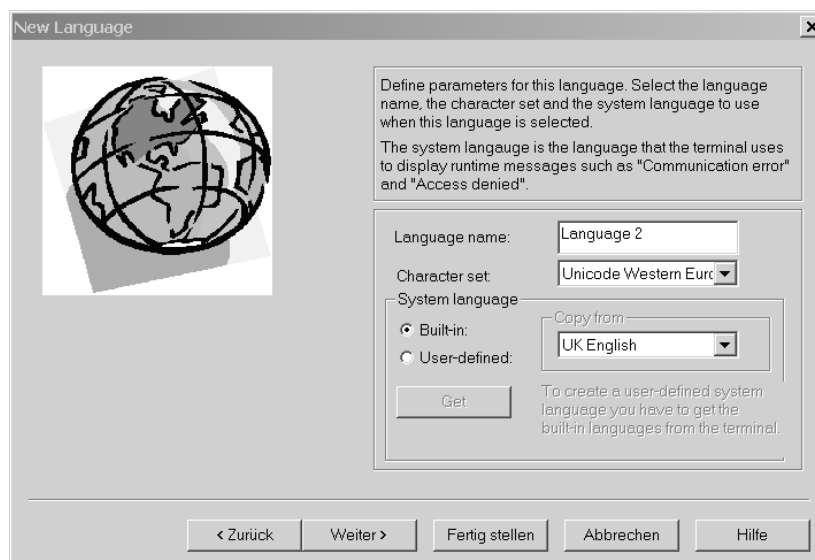 New Language
Define parameters for this language. Select the language
name, the character set and the system language to use
when this language is selected.
The system langauge is the language that the terminal uses
to display runtime messages such as "Communication error"
and "Access denied".
Language name:
Language 2
Character set:
Unicode Western Eurc
System language
Built-in:
User-defined:
Copy from
UK English
Get
To create a user-defined system
language you have to get the
built-in languages from the terminal.
< Zurück
Weiter >
Fertig stellen
Abbrechen
Hilfe